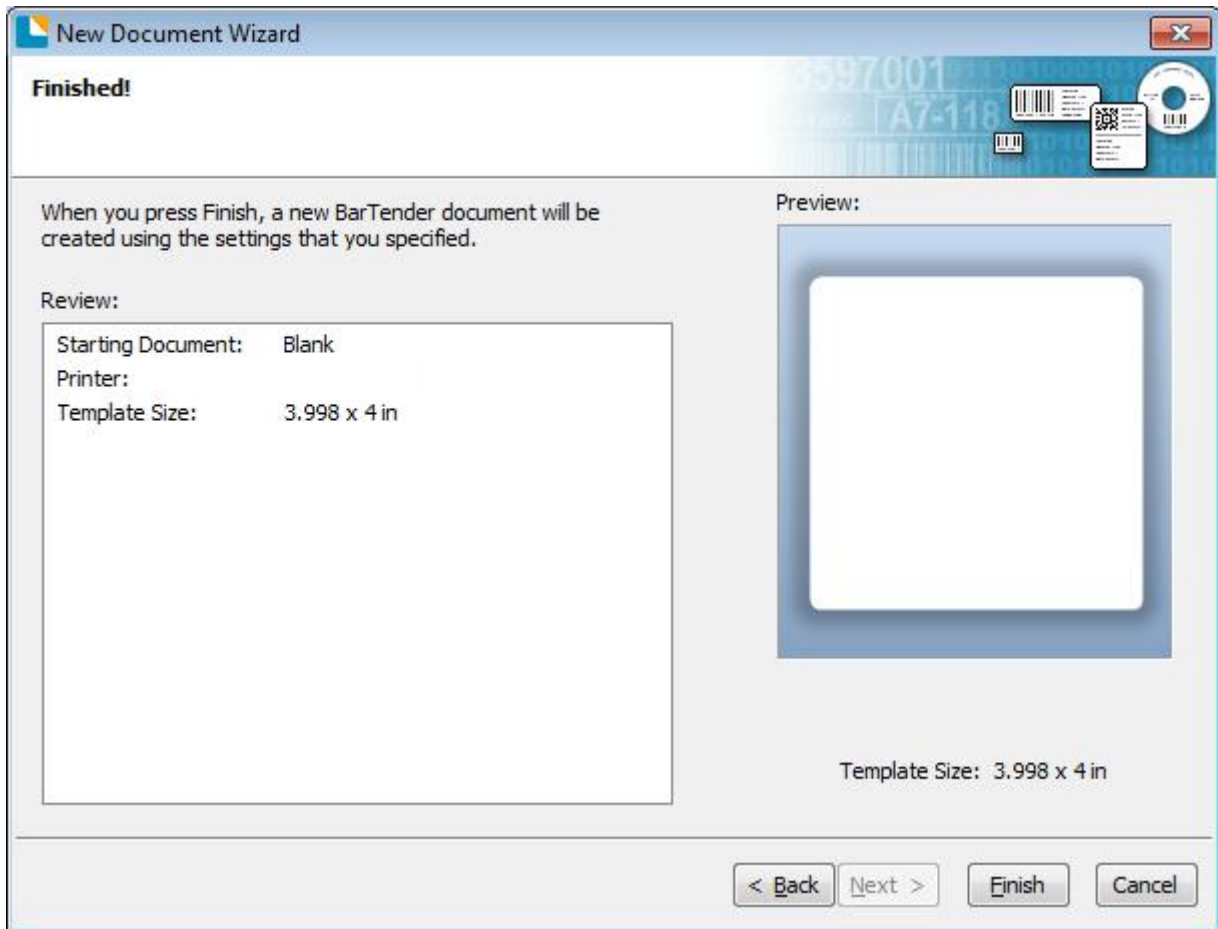 New Document Wizard
Finished!
3597001
A7-118
When you press Finish, a new BarTender document will be
created using the settings that you specified.
Preview:
Review:
Starting Document: Blank
Printer:
Template Size: 3.998 x 4 in
Template Size: 3.998 x 4 in
< Back Next > Finish Cancel